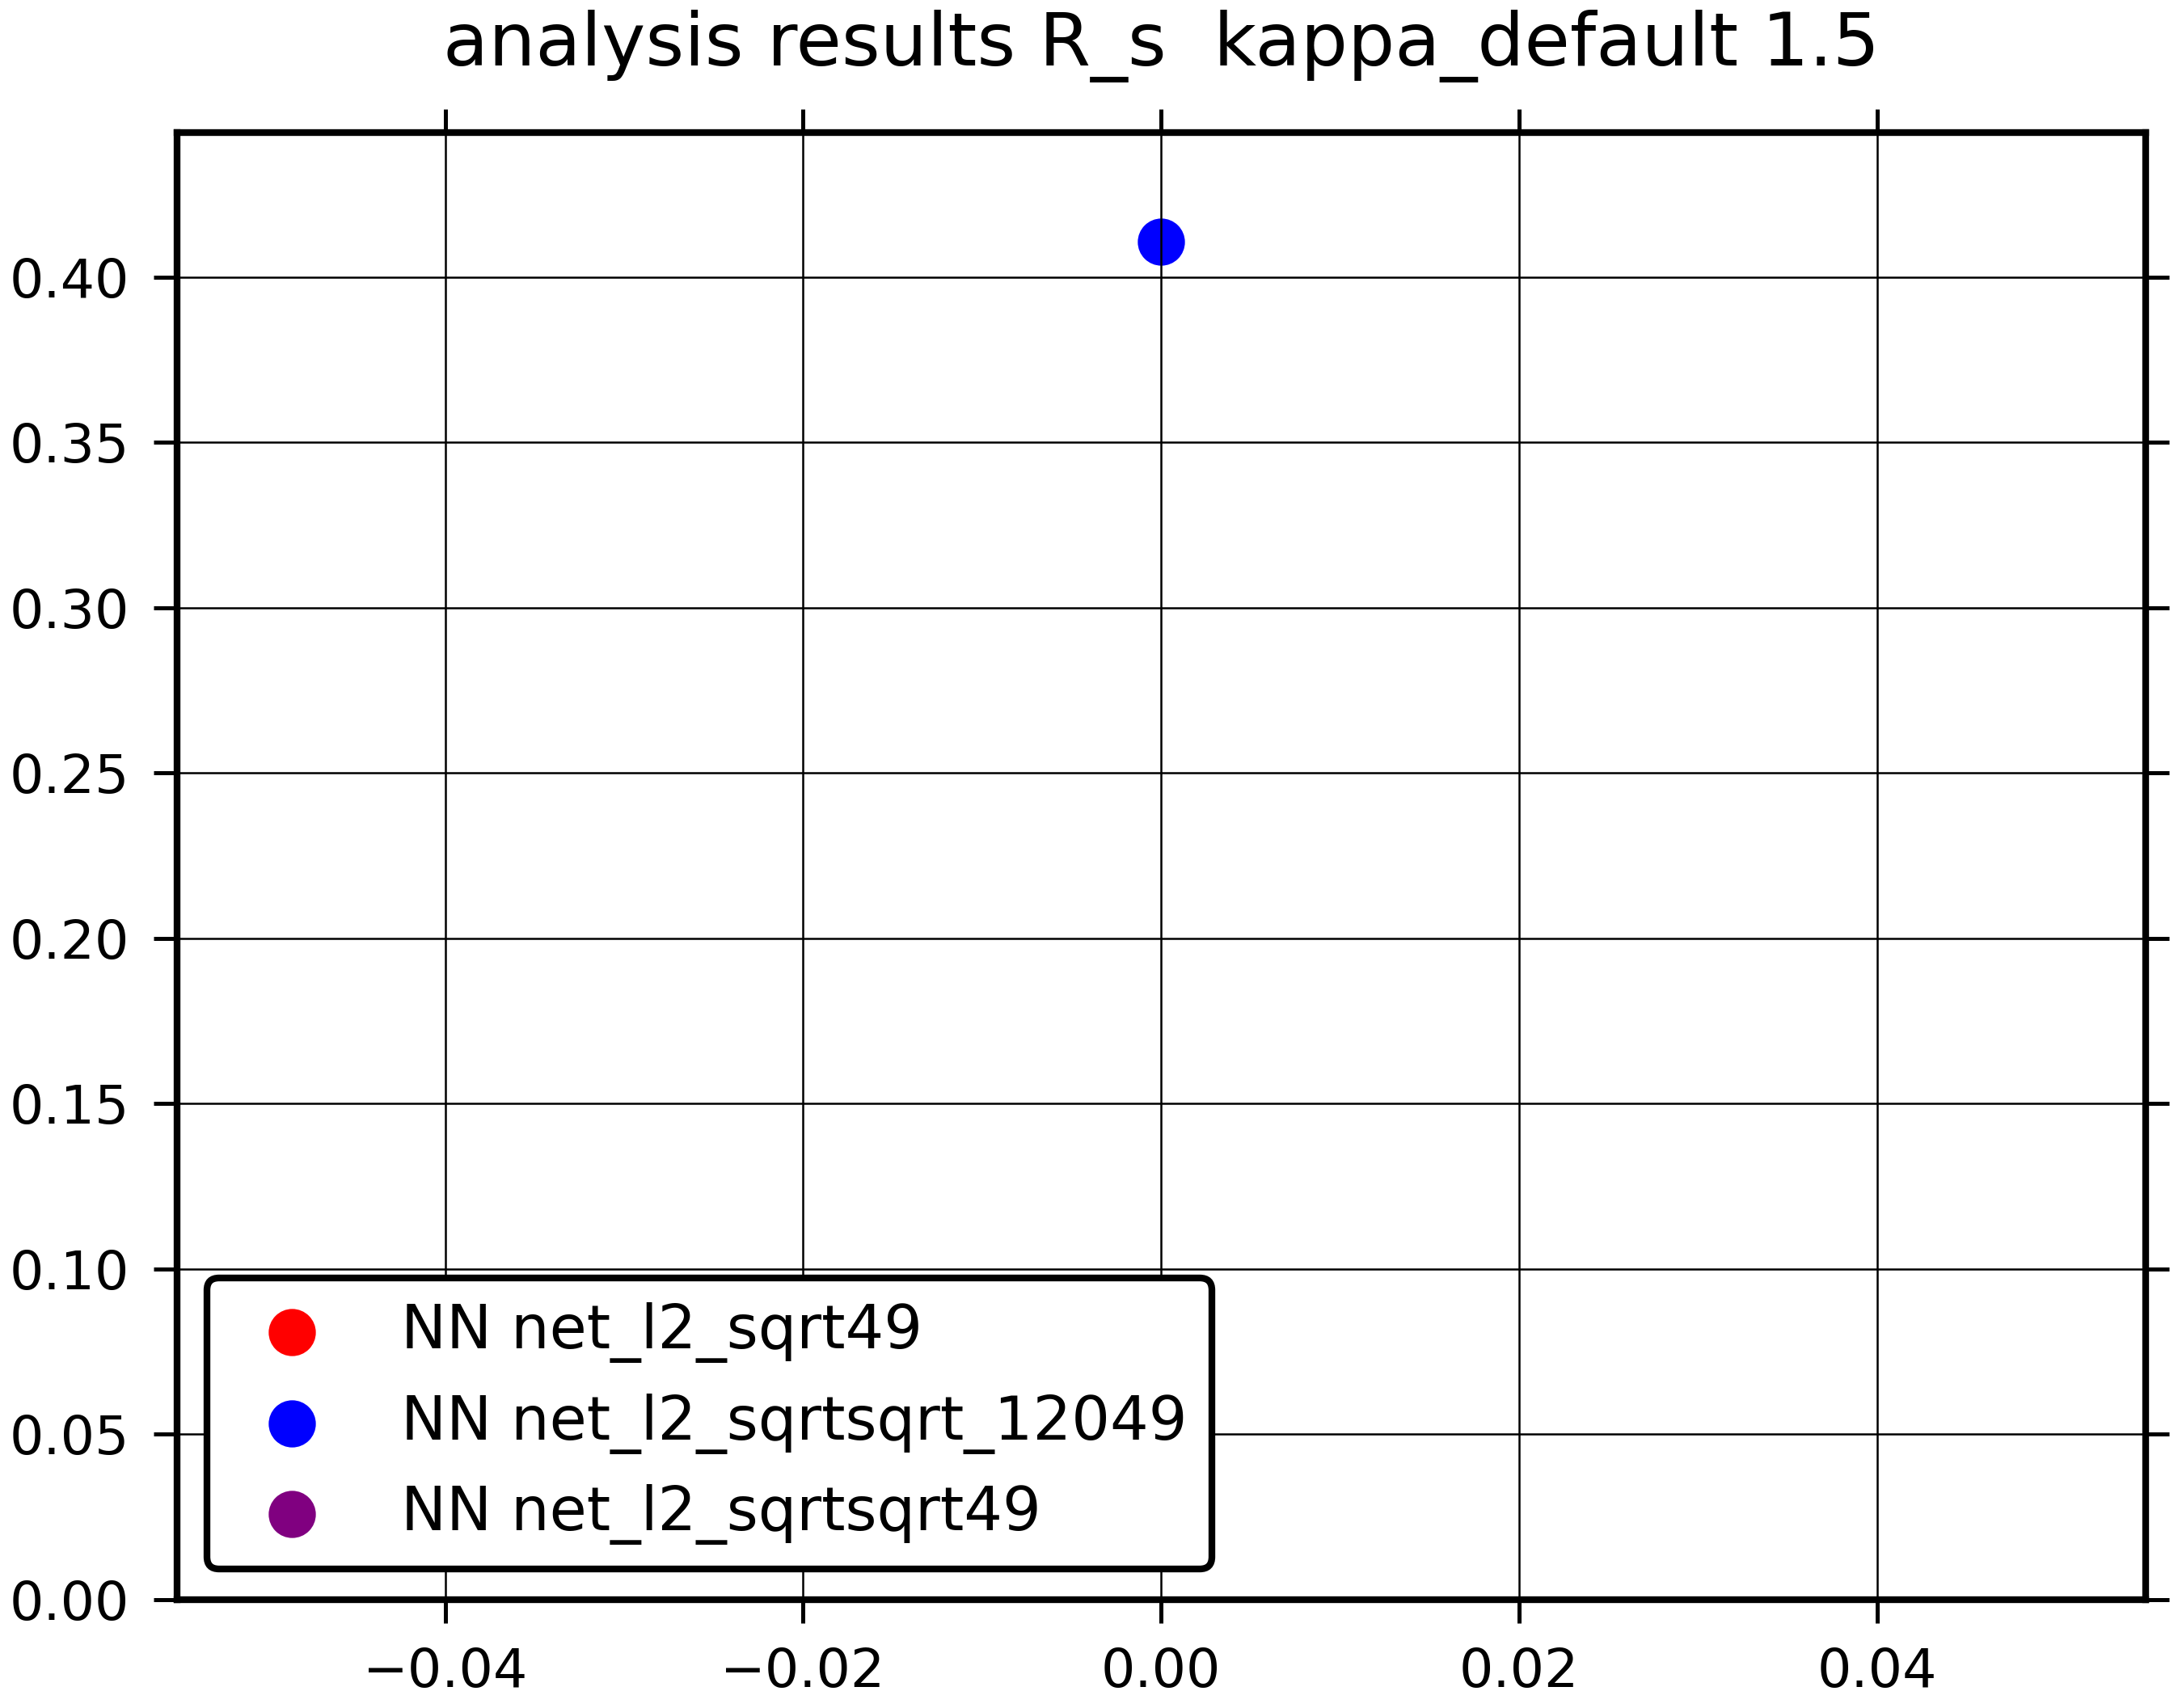 analysis results R_s  kappa_default 1.5
0.40
0.35
0.30
0.25
0.20
0.15
0.10
0.05
0.00
NN net_l2_sqrt49
NN net_l2_sqrtsqrt_12049
NN net_l2_sqrtsqrt49
−0.04 −0.02 0.00 0.02 0.04